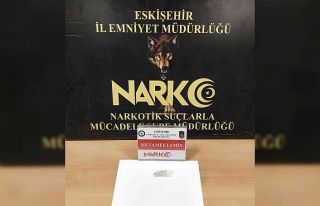 ESKİŞEHİR
İL EMNİYET MÜDÜRLÜĞÜ
NARKO
NARKOTİK SUÇLARLA
MÜCADELE ŞUBE MÜDÜRLÜĞÜ
METAMFETAMİN
NARKO